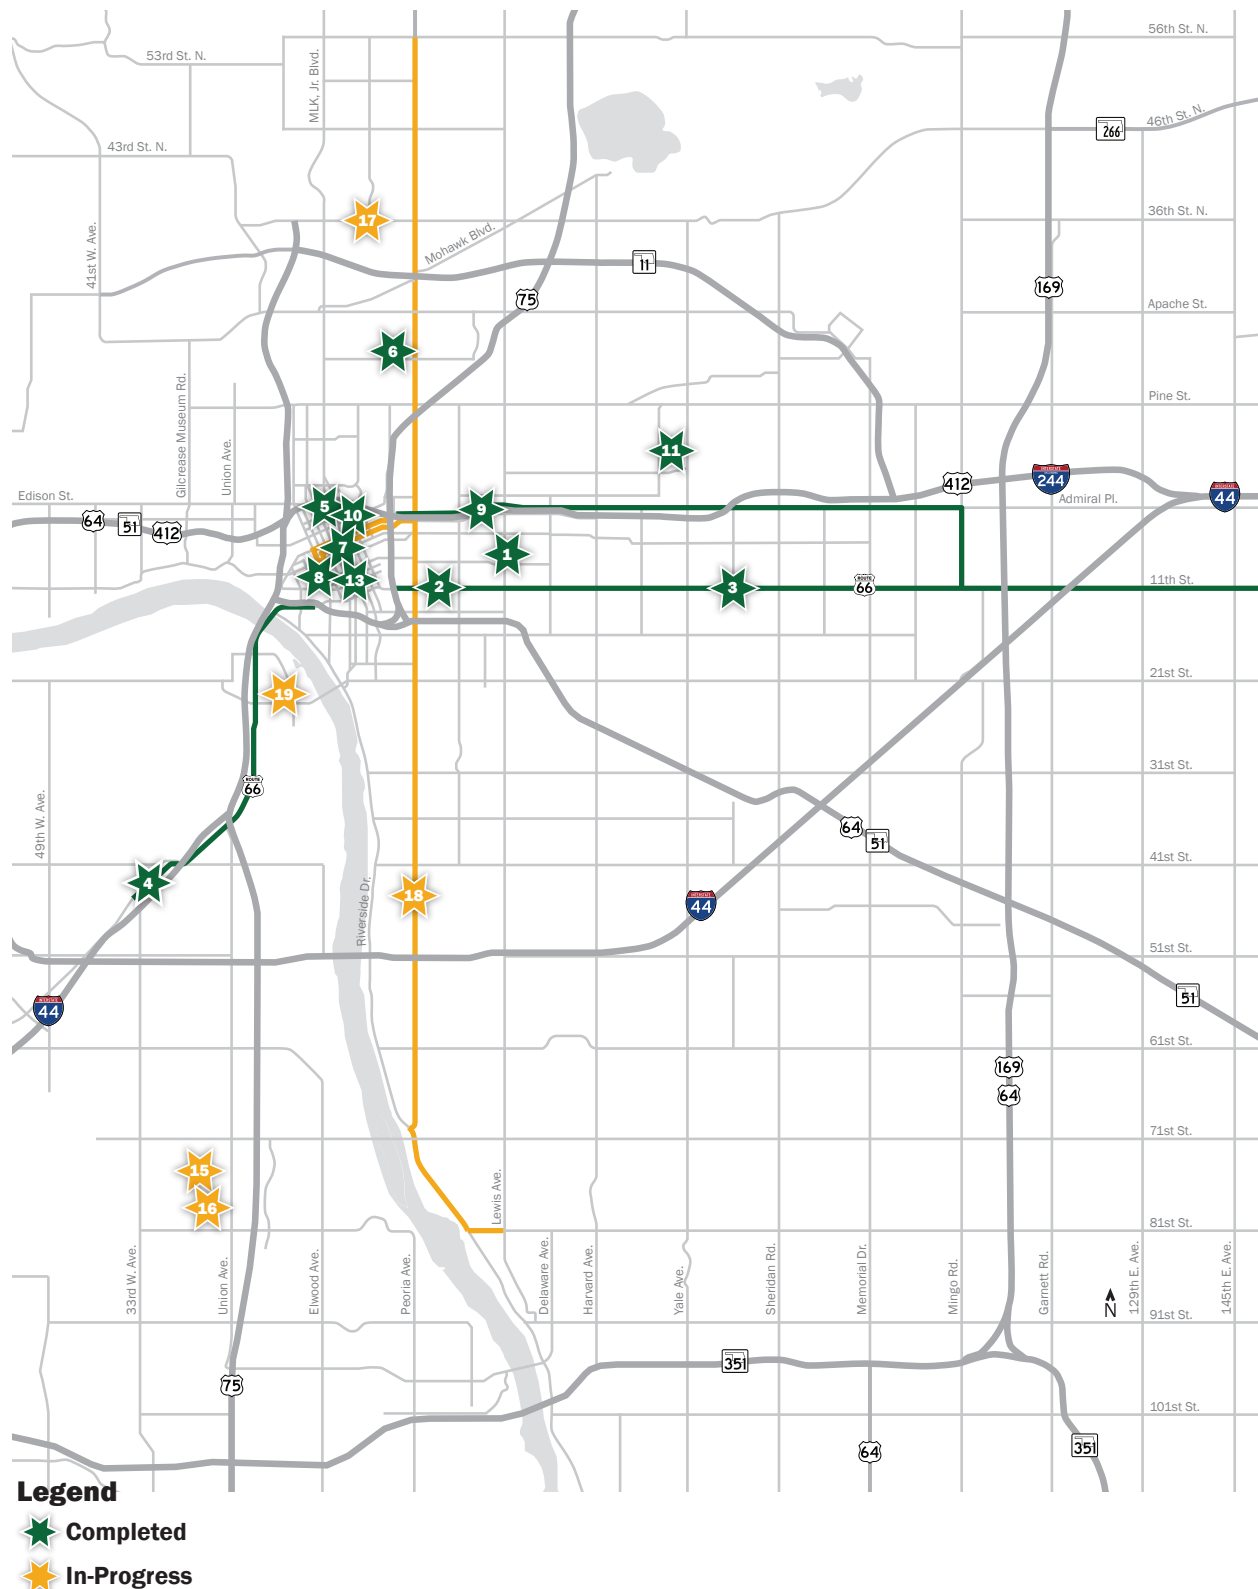 56th St. N.
53rd St. N.
MLK, Jr. Blvd.
266
46th St. N.
43rd St. N.
17
36th St. N.
41st W. Ave.
Mohawk Blvd.
11
75
169
Apache St.
6
Gilcrease Museum Rd.
Union Ave.
Pine St.
11
INTERSTATE
244
412
INTERSTATE
44
Edison St.
Admiral Pl.
64
51
412
5
10
9
7
1
8
13
2
3
ROUTE
66
11th St.
19
21st St.
ROUTE
66
31st St.
49th W. Ave.
64
51
4
41st St.
18
Riverside Dr.
INTERSTATE
44
51st St.
51
INTERSTATE
44
61st St.
169
64
71st St.
15
16
Lewis Ave.
81st St.
33rd W. Ave.
Union Ave.
Elwood Ave.
Peoria Ave.
Delaware Ave.
Harvard Ave.
Yale Ave.
Sheridan Rd.
Memorial Dr.
Mingo Rd.
Garnett Rd.
129th E. Ave.
145th E. Ave.
N
91st St.
351
75
101st St.
64
351
Legend
Completed
In-Progress